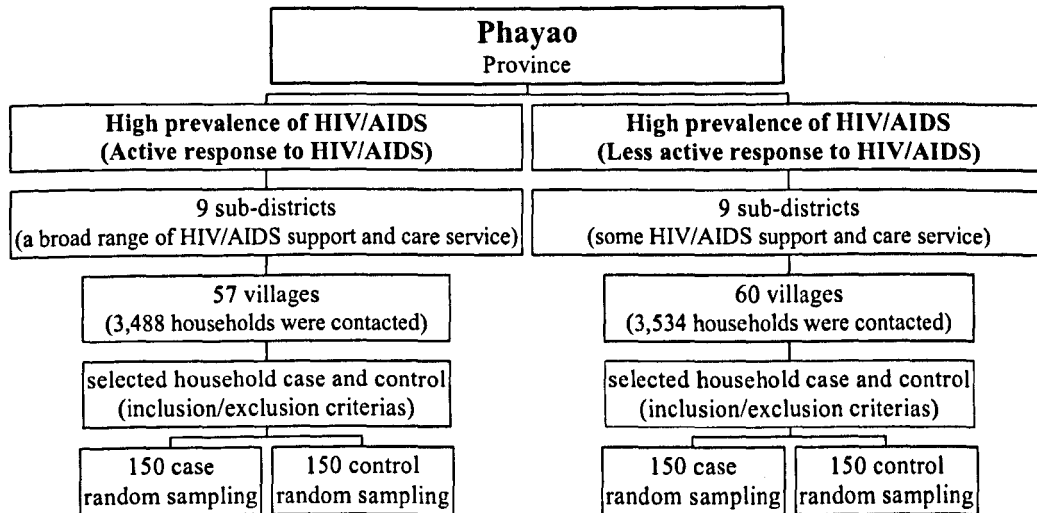 Phayao
Province
High prevalence of HIV/AIDS
(Active response to HIV/AIDS)
High prevalence of HIV/AIDS
(Less active response to HIV/AIDS)
9 sub-districts
(a broad range of HIV/AIDS support and care service)
9 sub-districts
(some HIV/AIDS support and care service)
57 villages
(3,488 households were contacted)
60 villages
(3,534 households were contacted)
selected household case and control
(inclusion/exclusion criterias)
selected household case and control
(inclusion/exclusion criterias)
150 case
random sampling
150 control
random sampling
150 case
random sampling
150 control
random sampling